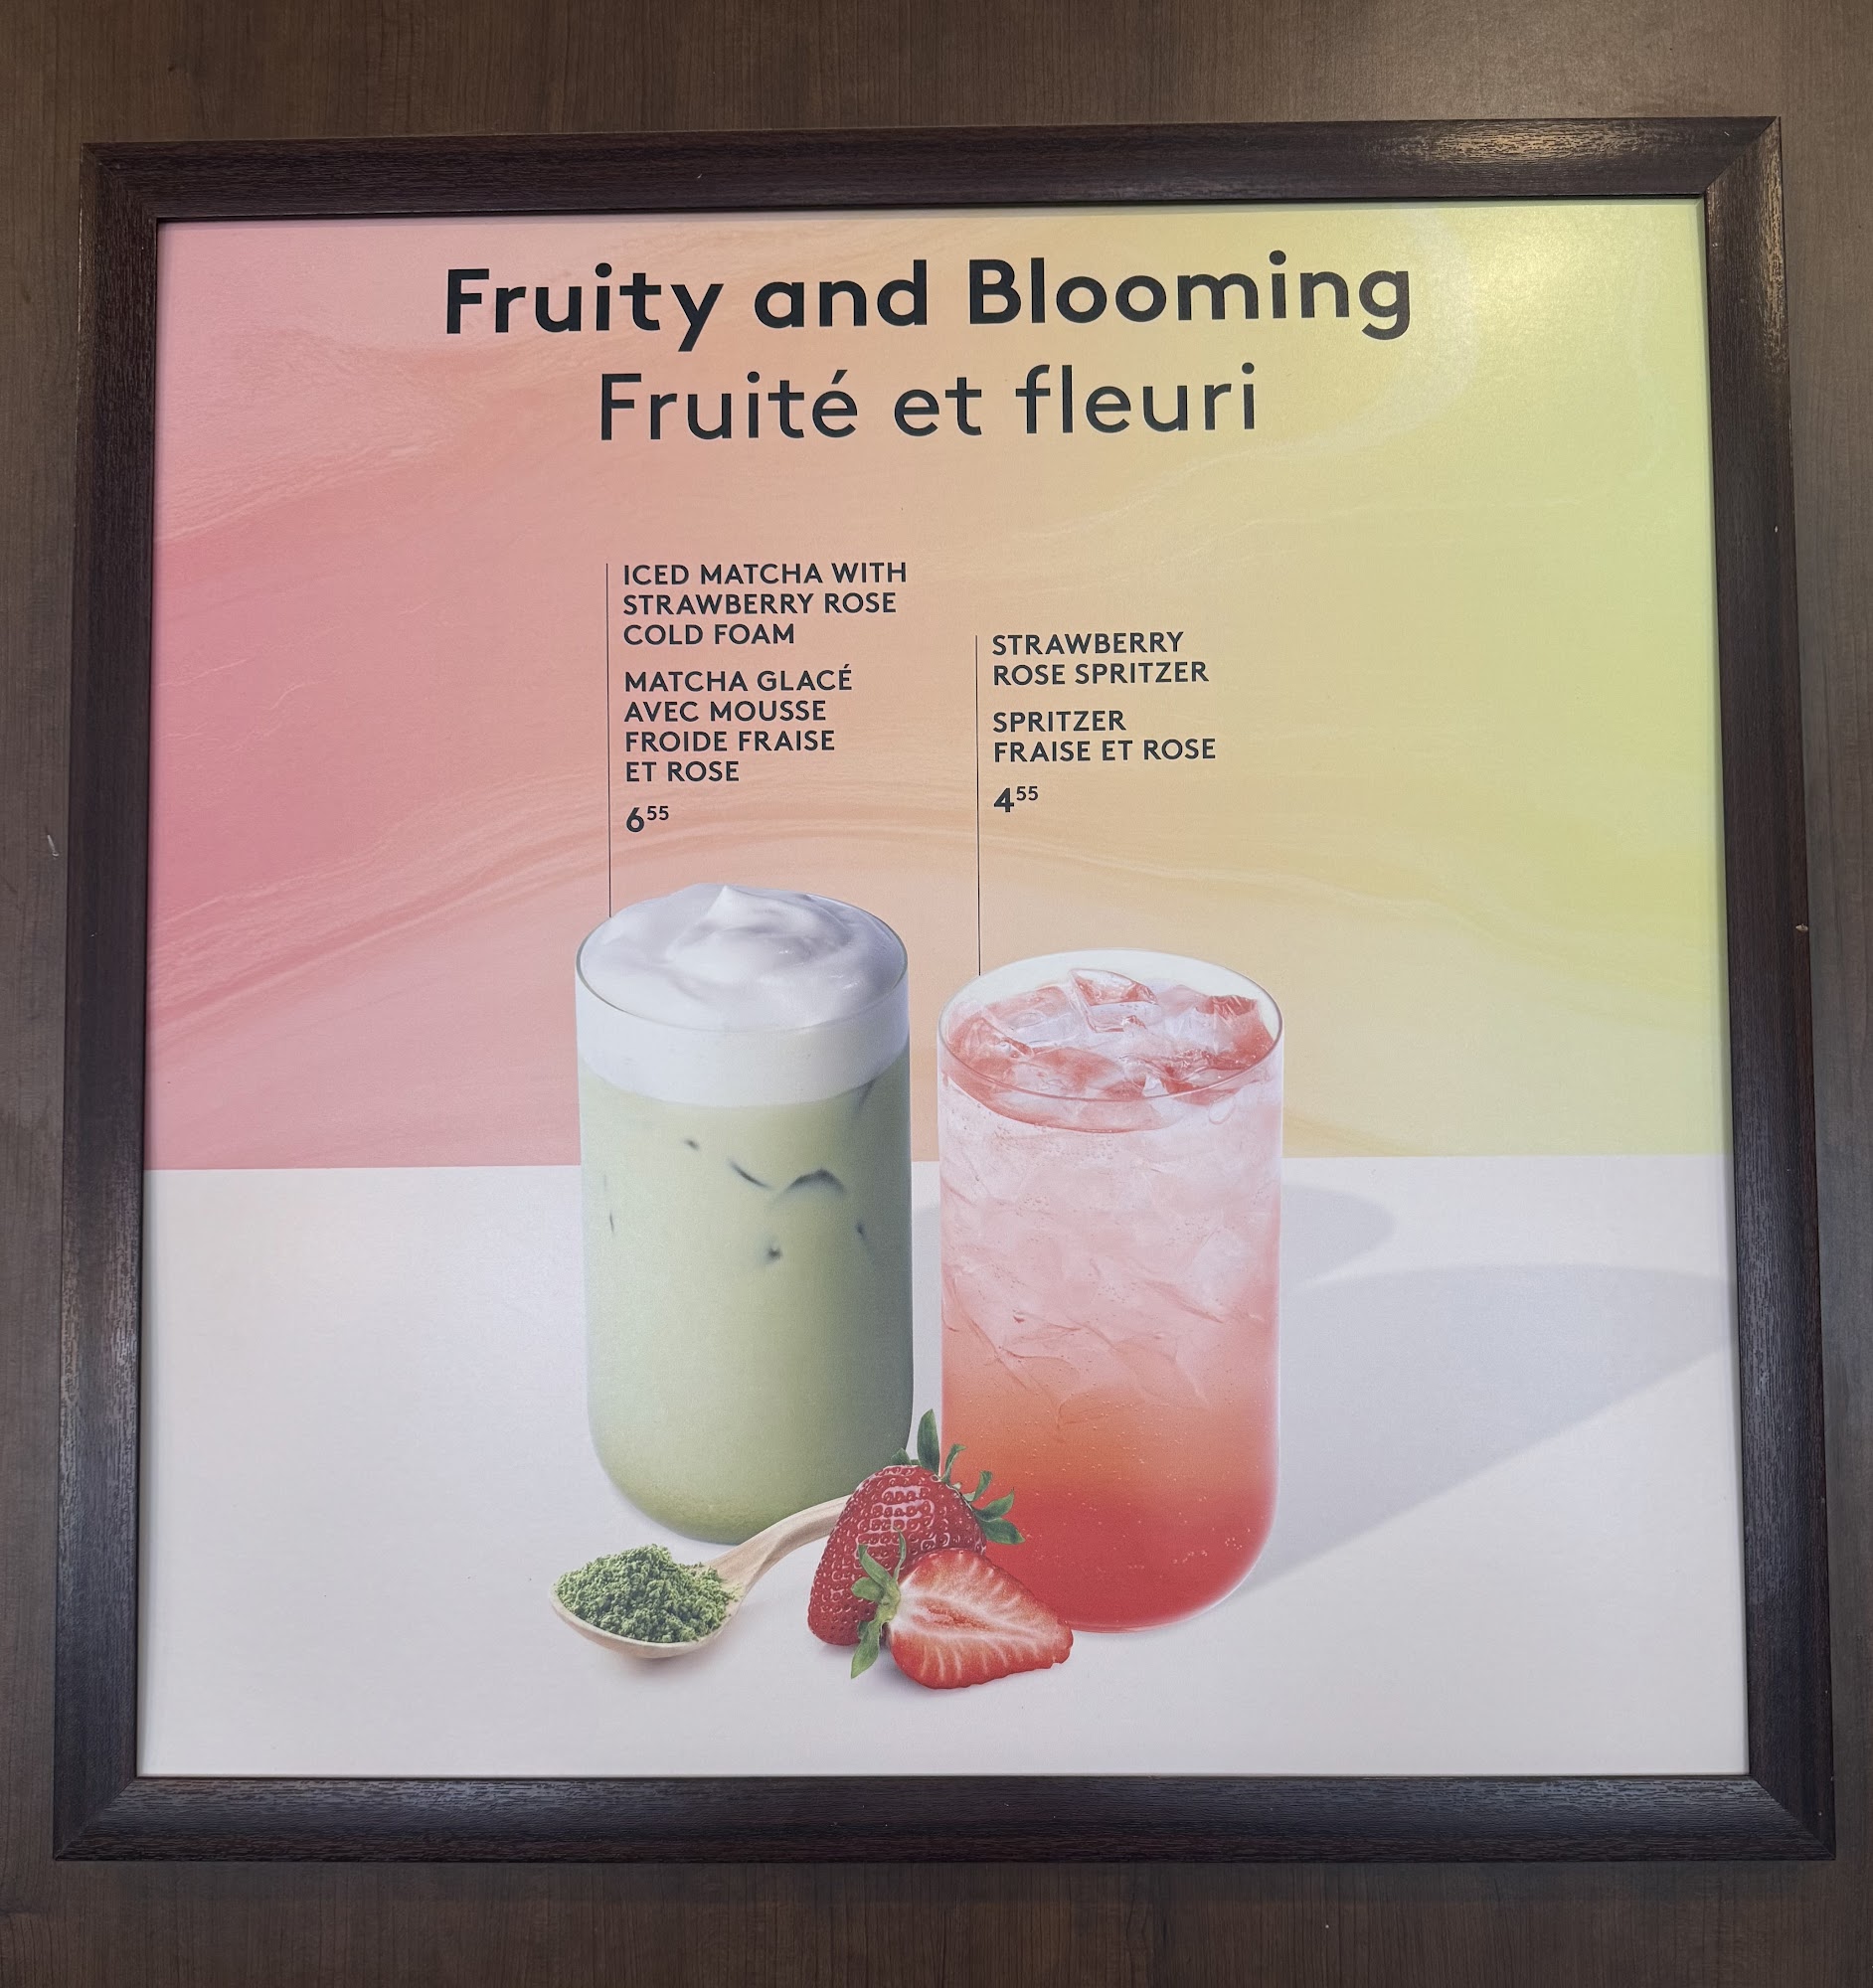 Fruity and Blooming
Fruité et fleuri
ICED MATCHA WITH
STRAWBERRY ROSE
COLD FOAM
MATCHA GLACÉ
AVEC MOUSSE
FROIDE FRAISE
ET ROSE
6⁵⁵
STRAWBERRY
ROSE SPRITZER
SPRITZER
FRAISE ET ROSE
4⁵⁵